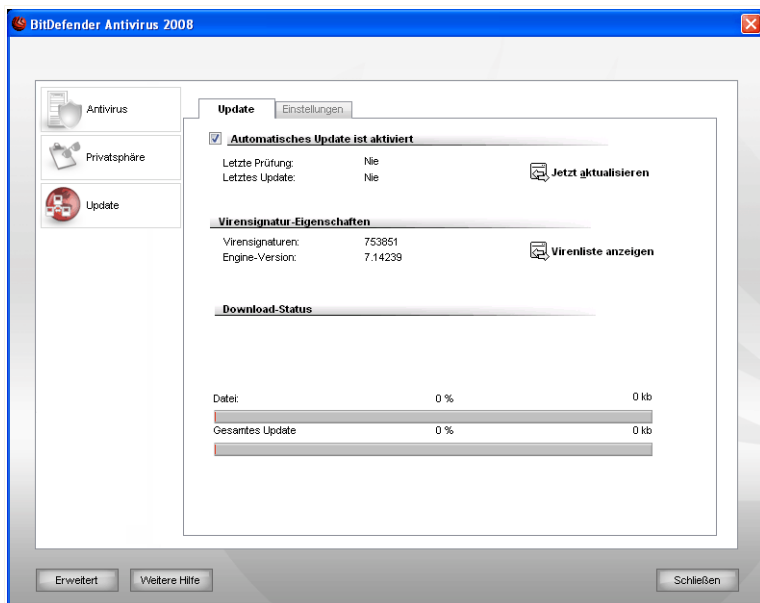 BitDefender Antivirus 2008
Antivirus
Privatsphäre
Update
Update Einstellungen
Automatisches Update ist aktiviert
Letzte Prüfung: Nie
Letztes Update: Nie
Jetzt aktualisieren
Virensignatur-Eigenschaften
Virensignaturen: 753851
Engine-Version: 7.14239
Virenliste anzeigen
Download-Status
Datei: 0 % 0 kb
Gesamtes Update 0 % 0 kb
Erweitert Weitere Hilfe Schließen